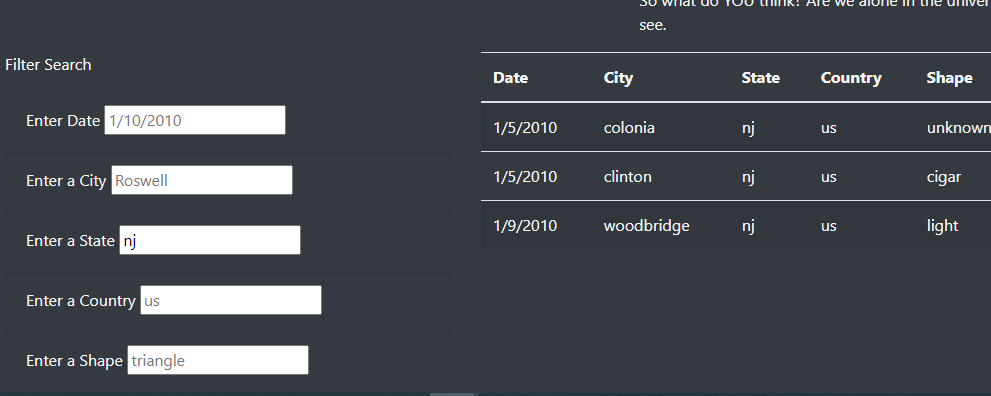 So what do YOU think? Are we alone in the
see.
Filter Search
Enter Date 1/10/2010
Enter a City Roswell
Enter a State nj
Enter a Country us
Enter a Shape triangle
Date City State Country Shape
1/5/2010 colonia nj us unknown
1/5/2010 clinton nj us cigar
1/9/2010 woodbridge nj us light